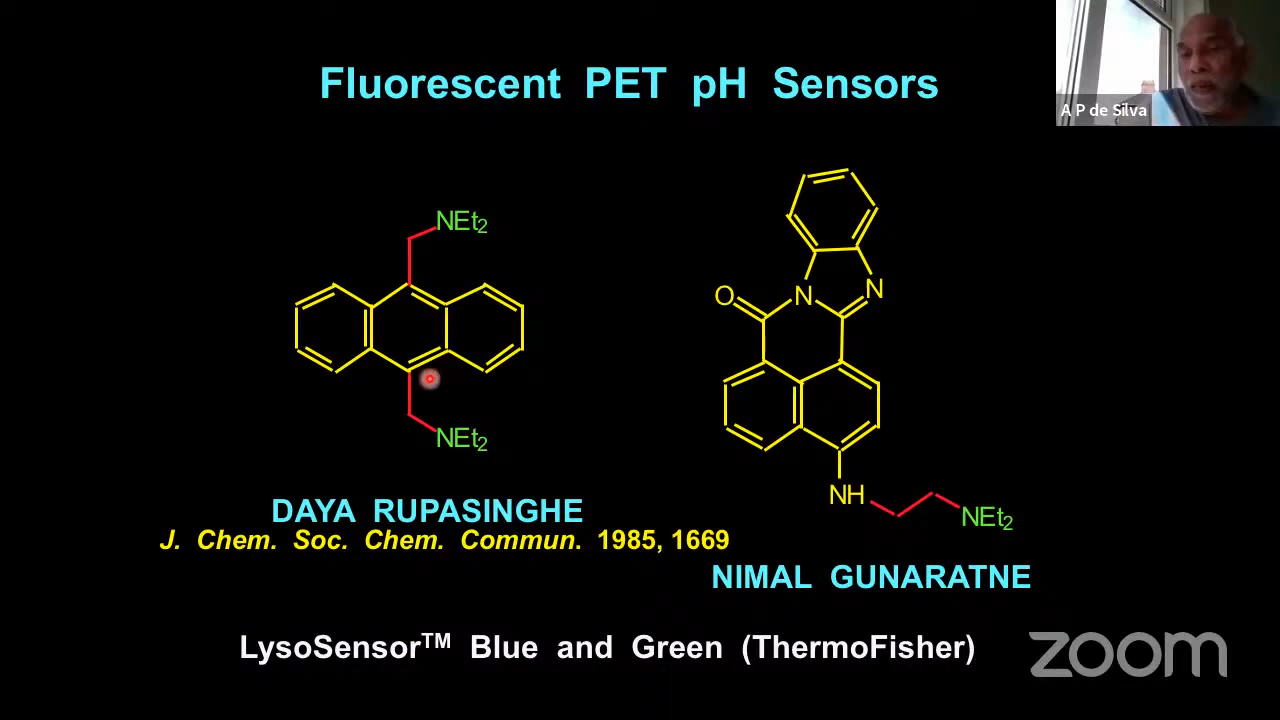 Fluorescent PET pH Sensors
A P de Silva
NEt2
O
N
N
NEt2
NH
NEt2
DAYA RUPASINGHE
J. Chem. Soc. Chem. Commun. 1985, 1669
NIMAL GUNARATNE
LysoSensor™ Blue and Green (ThermoFisher)
zoom